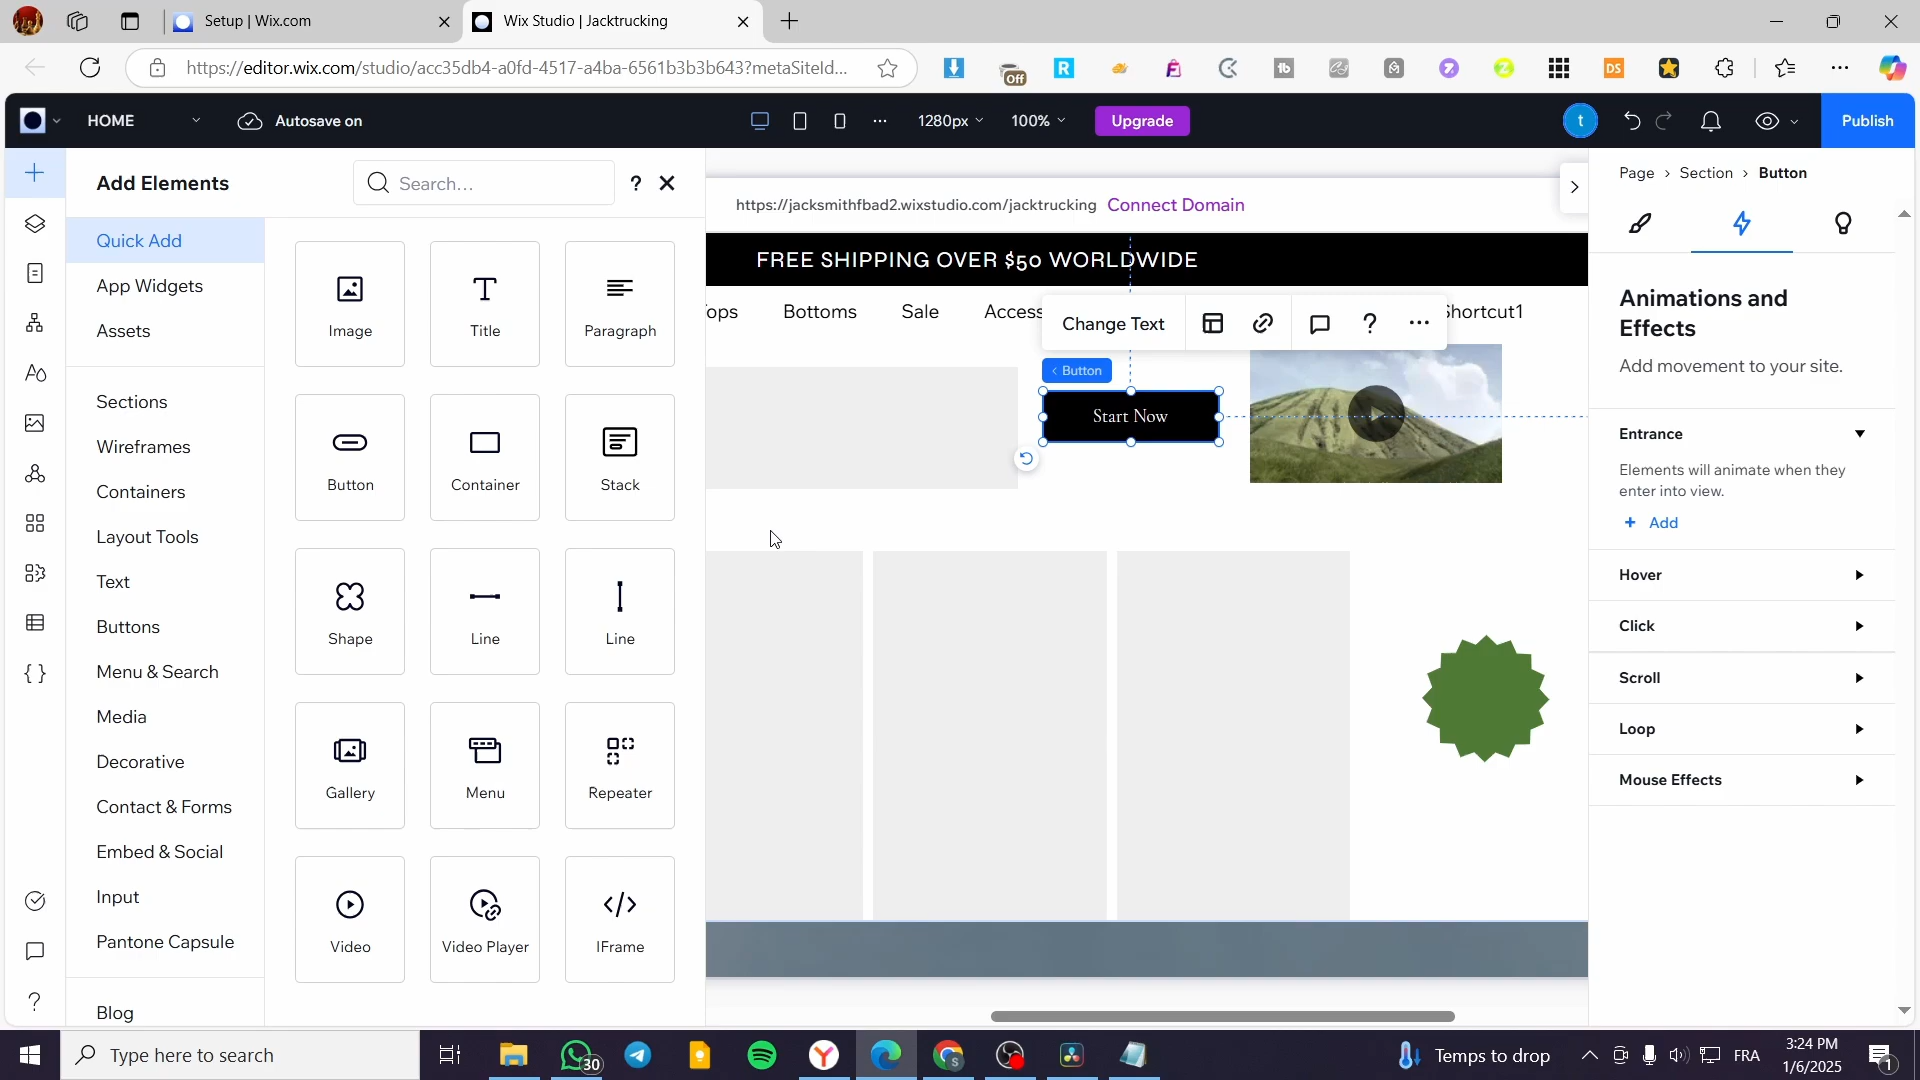 Setup | Wix.com
Wix Studio | Jacktrucking
https://editor.wix.com/studio/acc35db4-a0fd-4517-a4ba-6561b3b3b643?metaSiteId...
Off
DS
HOME
Autosave on
1280px
100%
Upgrade
t
Publish
Add Elements
Search...
?
Quick Add
App Widgets
Assets
Sections
Wireframes
Containers
Layout Tools
Text
Buttons
Menu & Search
Media
Decorative
Contact & Forms
Embed & Social
Input
Pantone Capsule
Blog
Image
Title
Paragraph
Button
Container
Stack
Shape
Line
Line
Gallery
Menu
Repeater
Video
Video Player
IFrame
https://jacksmithfbad2.wixstudio.com/jacktrucking Connect Domain
FREE SHIPPING OVER $50 WORLDWIDE
ops
Bottoms
Sale
Access
Shortcut1
Change Text
?
Button
Start Now
Page > Section > Button
Animations and
Effects
Add movement to your site.
Entrance
Elements will animate when they
enter into view.
+ Add
Hover
Click
Scroll
Loop
Mouse Effects
Type here to search
30
Temps to drop
FRA
3:24 PM
1/6/2025
1